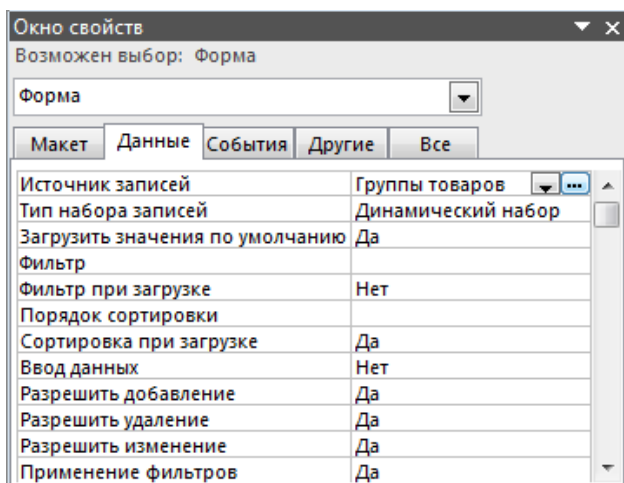 Окно свойств
Возможен выбор: Форма
Форма
Макет Данные События Другие Все
Источник записей Группы товаров
Тип набора записей Динамический набор
Загрузить значения по умолчанию Да
Фильтр
Фильтр при загрузке Нет
Порядок сортировки
Сортировка при загрузке Да
Ввод данных Нет
Разрешить добавление Да
Разрешить удаление Да
Разрешить изменение Да
Применение фильтров Да